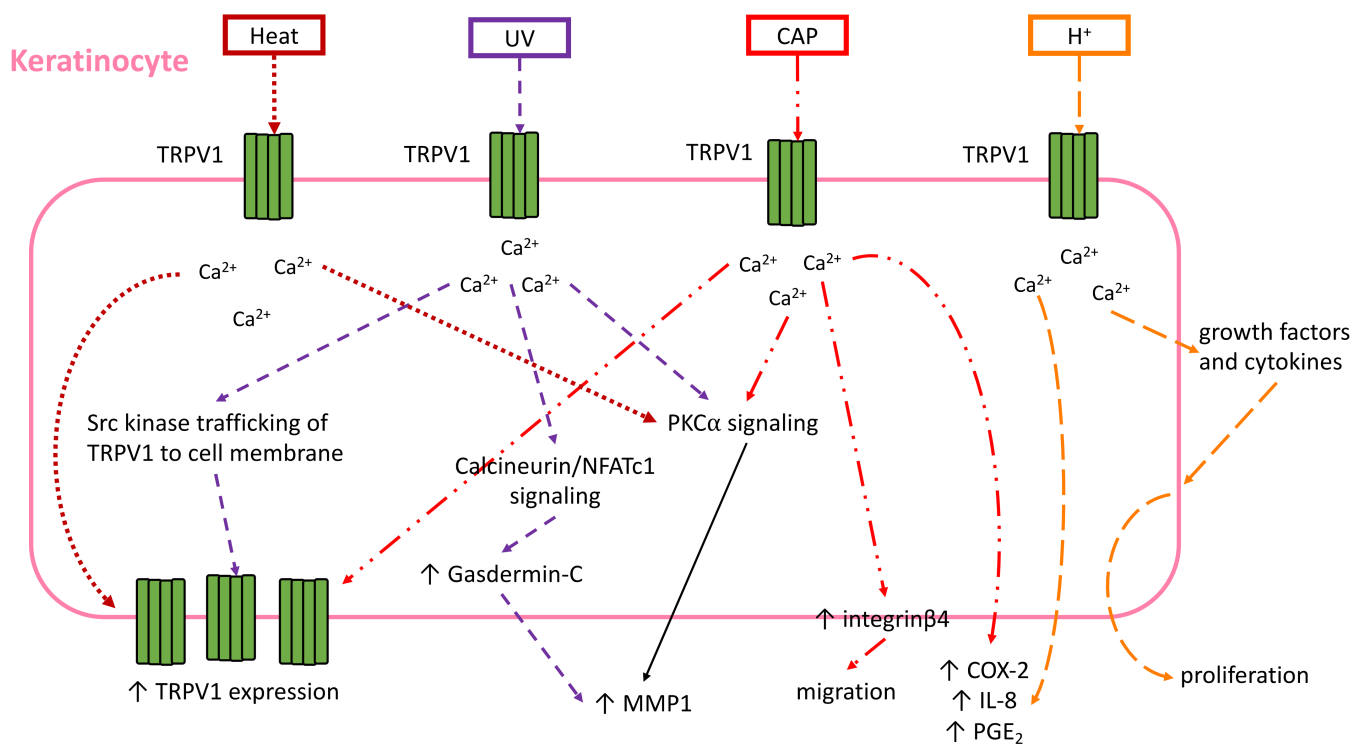 Heat
UV
CAP
H⁺
Keratinocyte
TRPV1
TRPV1
TRPV1
TRPV1
Ca²⁺
Ca²⁺
Ca²⁺
Ca²⁺
Ca²⁺
Ca²⁺
Ca²⁺
Ca²⁺
Ca²⁺
Ca²⁺
Ca²⁺
Ca²⁺
growth factors
and cytokines
Src kinase trafficking of
TRPV1 to cell membrane
PKCα signaling
Calcineurin/NFATc1
signaling
↑ Gasdermin-C
↑ integrinβ4
↑ TRPV1 expression
↑ MMP1
migration
↑ COX-2
↑ IL-8
↑ PGE₂
proliferation